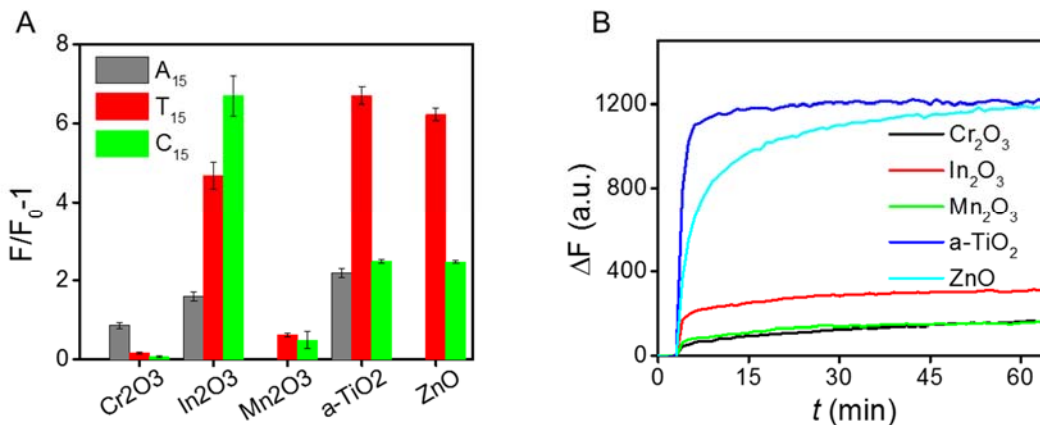 A
8
6
4
2
0
F/F₀-1
A₁₅
T₁₅
C₁₅
Cr2O3
In2O3
Mn2O3
a-TiO2
ZnO
B
1200
800
400
0
ΔF (a.u.)
Cr₂O₃
In₂O₃
Mn₂O₃
a-TiO₂
ZnO
0 15 30 45 60
t (min)